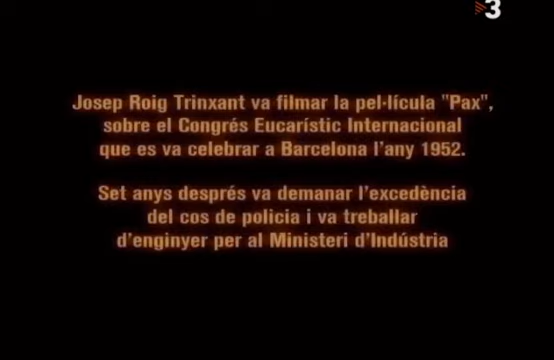 3
Josep Roig Trinxant va filmar la pel·lícula "Pax",
sobre el Congrés Eucarístic Internacional
que es va celebrar a Barcelona l'any 1952.
Set anys després va demanar l'excedència
del cos de policia i va treballar
d'enginyer per al Ministeri d'Indústria